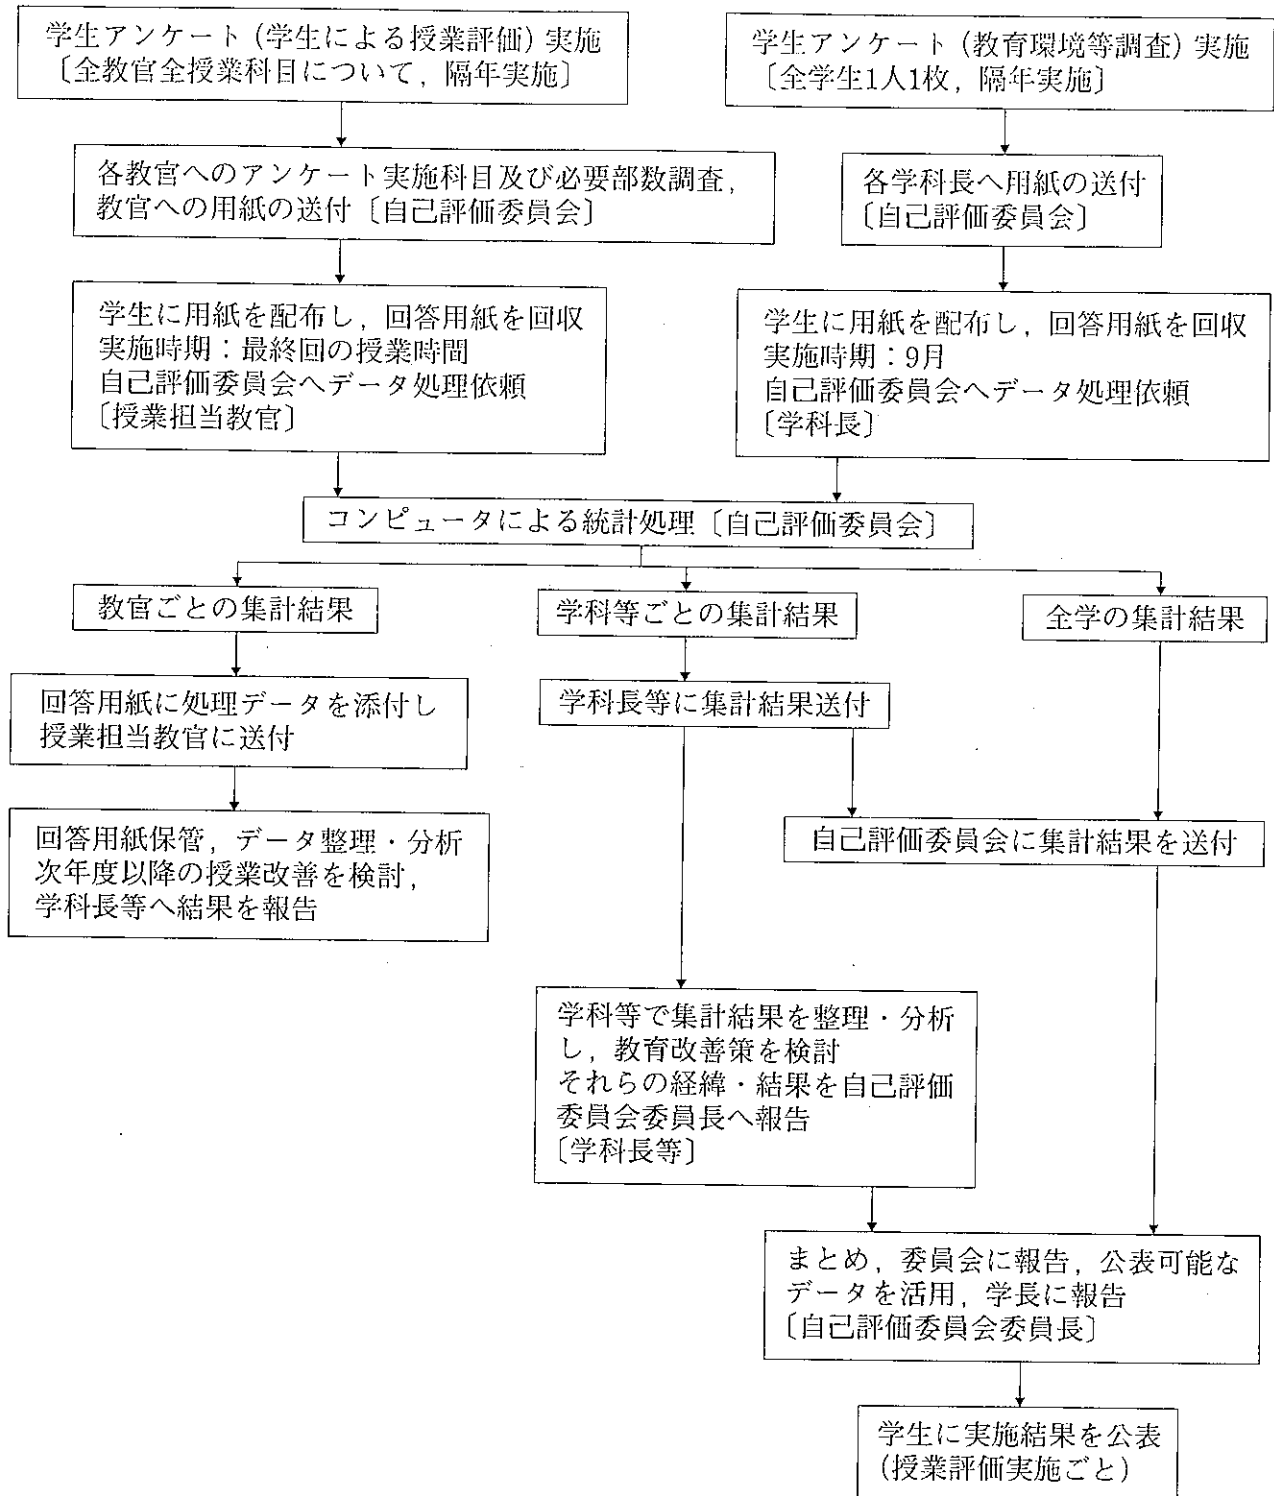 学生アンケート(学生による授業評価)実施
〔全教官全授業科目について,隔年実施〕
学生アンケート(教育環境等調査)実施
〔全学生1人1枚,隔年実施〕
各教官へのアンケート実施科目及び必要部数調査,
教官への用紙の送付〔自己評価委員会〕
各学科長へ用紙の送付
〔自己評価委員会〕
学生に用紙を配布し,回答用紙を回収
実施時期:最終回の授業時間
自己評価委員会へデータ処理依頼
〔授業担当教官〕
学生に用紙を配布し,回答用紙を回収
実施時期:9月
自己評価委員会へデータ処理依頼
〔学科長〕
コンピュータによる統計処理〔自己評価委員会〕
教官ごとの集計結果
学科等ごとの集計結果
全学の集計結果
回答用紙に処理データを添付し
授業担当教官に送付
学科長等に集計結果送付
回答用紙保管,データ整理・分析
次年度以降の授業改善を検討,
学科長等へ結果を報告
自己評価委員会に集計結果を送付
学科等で集計結果を整理・分析
し,教育改善策を検討
それらの経緯・結果を自己評価
委員会委員長へ報告
〔学科長等〕
まとめ,委員会に報告,公表可能な
データを活用,学長に報告
〔自己評価委員会委員長〕
学生に実施結果を公表
(授業評価実施ごと)